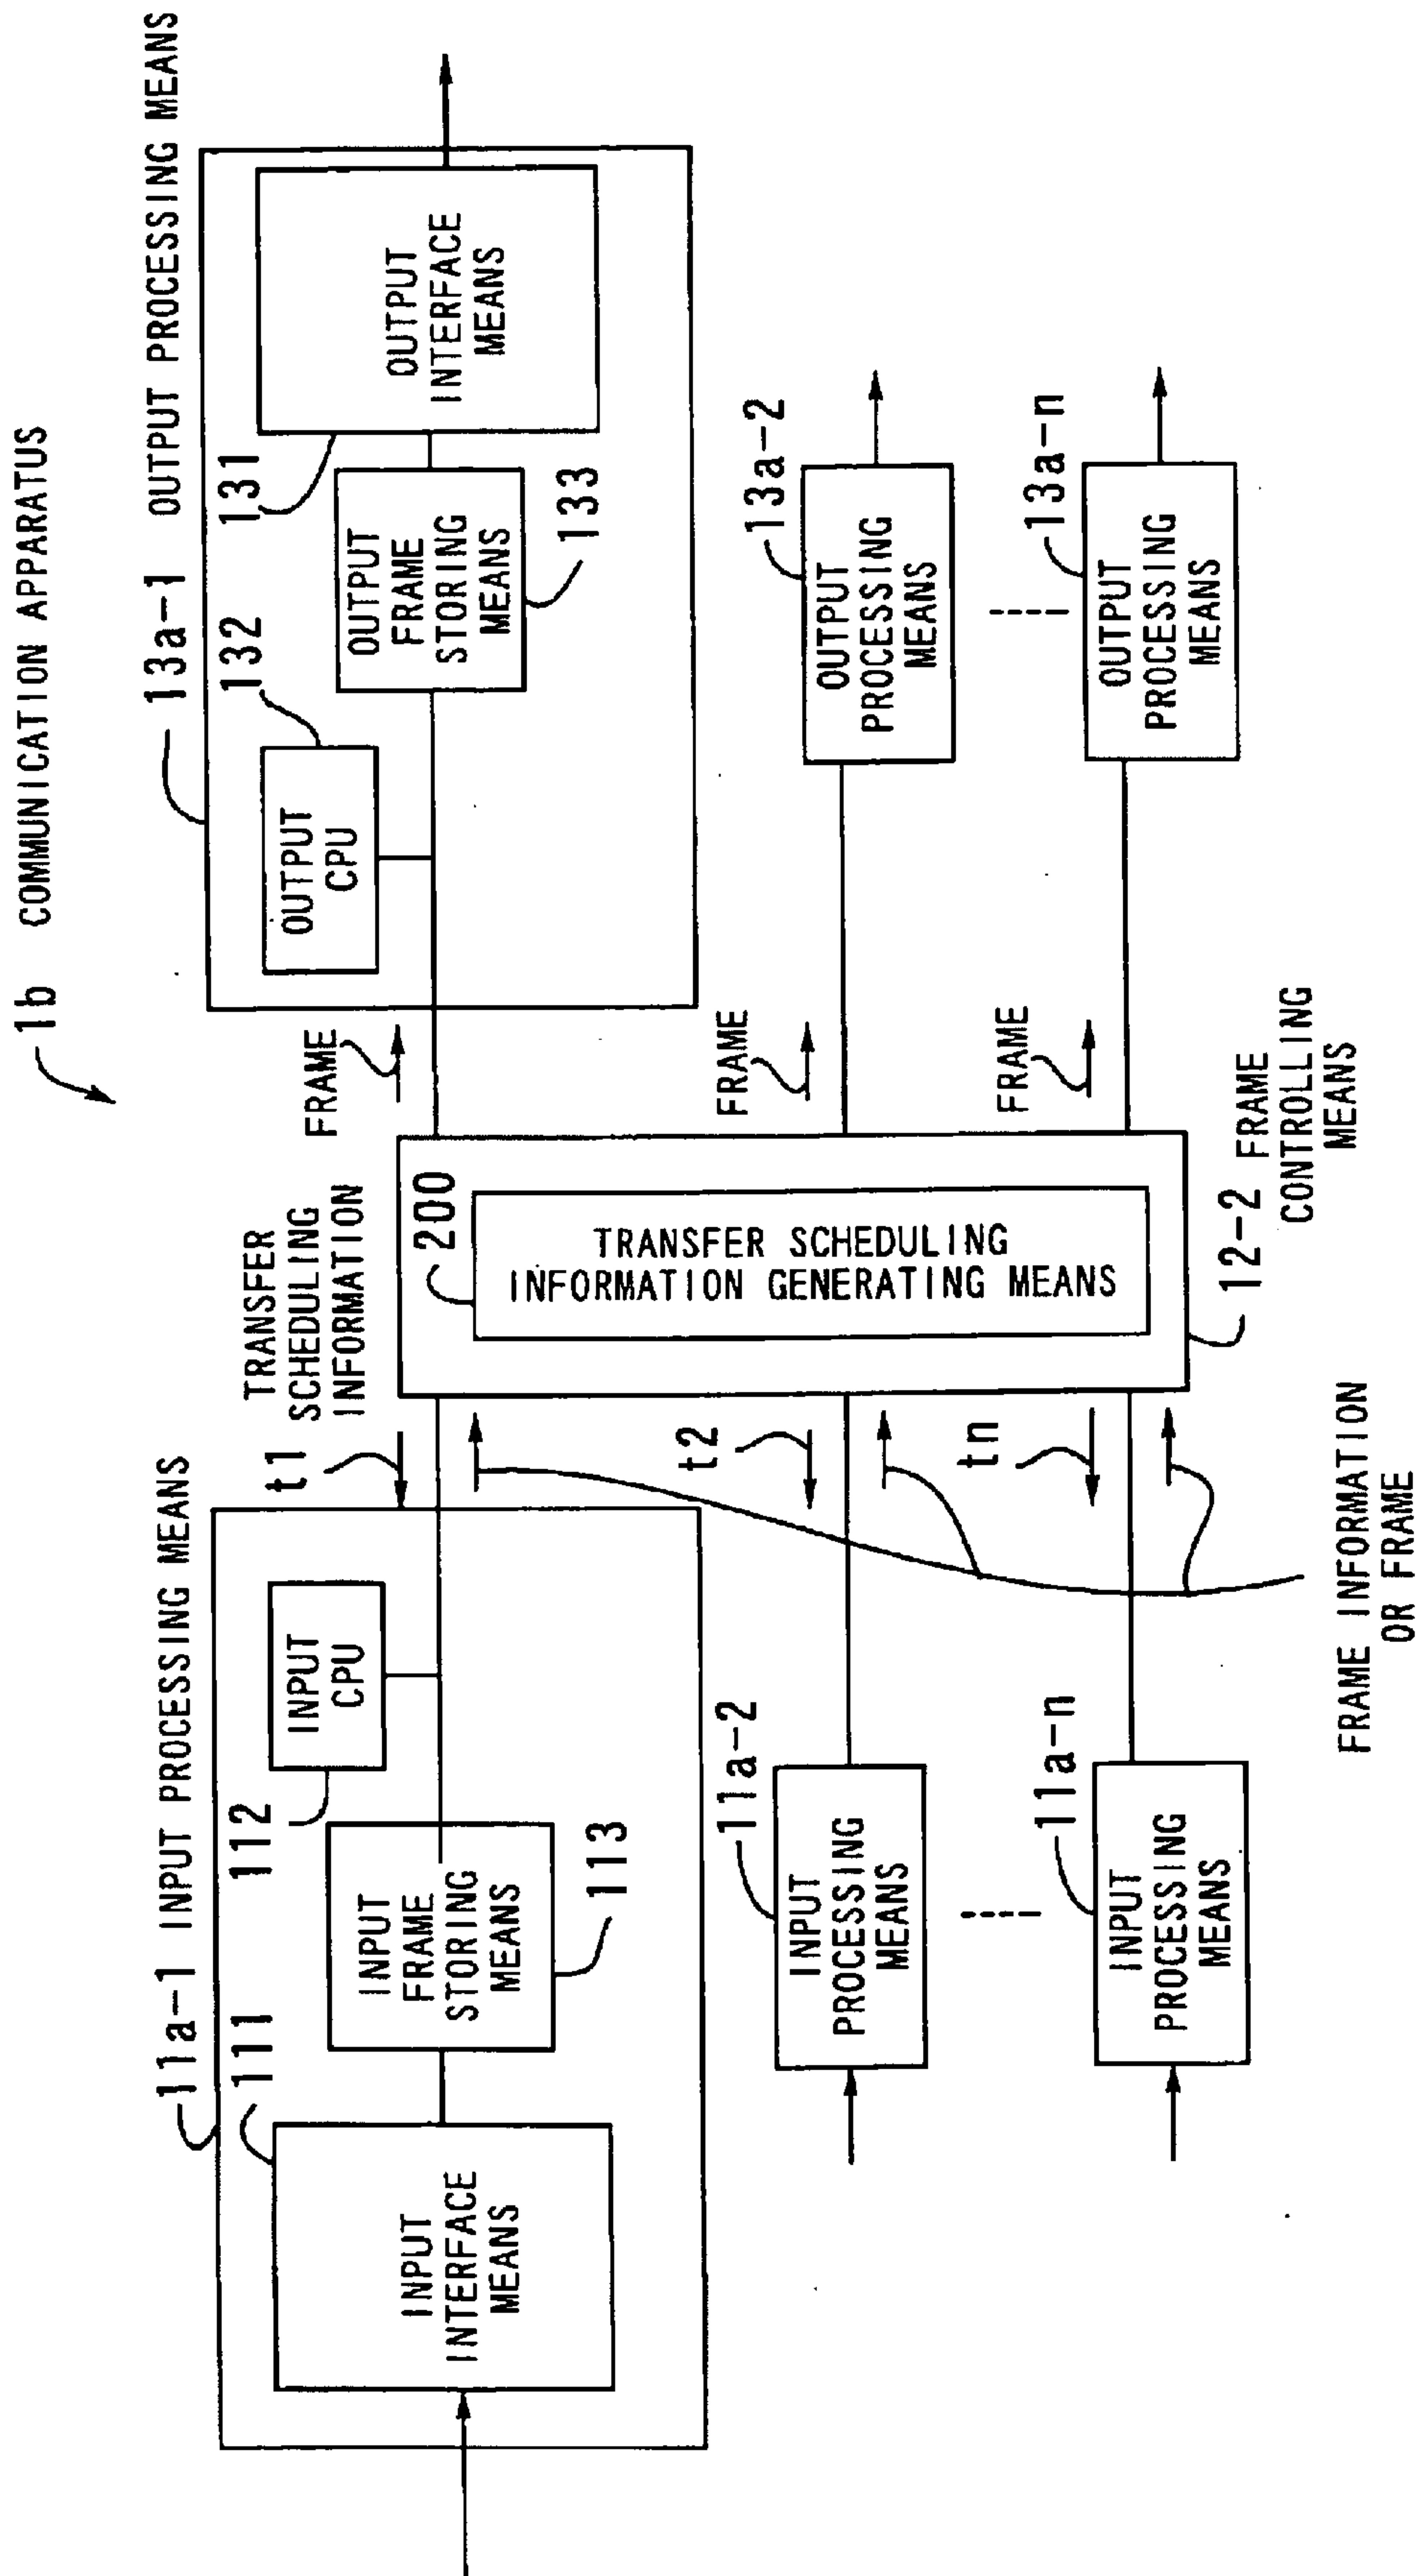 1b COMMUNICATION APPARATUS
11a-1 INPUT PROCESSING MEANS
111
INPUT
INTERFACE
MEANS
112
INPUT
CPU
INPUT
FRAME
STORING
MEANS
113
t1
TRANSFER
SCHEDULING
INFORMATION
200
TRANSFER SCHEDULING
INFORMATION GENERATING MEANS
12-2 FRAME
CONTROLLING
MEANS
FRAME
13a-1 OUTPUT PROCESSING MEANS
132
OUTPUT
CPU
131
OUTPUT
FRAME
STORING
MEANS
133
OUTPUT
INTERFACE
MEANS
11a-2
INPUT
PROCESSING
MEANS
t2
FRAME
13a-2
OUTPUT
PROCESSING
MEANS
11a-n
INPUT
PROCESSING
MEANS
tn
FRAME
13a-n
OUTPUT
PROCESSING
MEANS
FRAME INFORMATION
OR FRAME